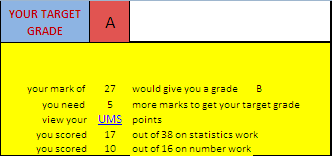 YOUR TARGET GRADE A
your mark of 27 would give you a grade B
you need 5 more marks to get your target grade
view your UMS points
you scored 17 out of 38 on statistics work
you scored 10 out of 16 on number work